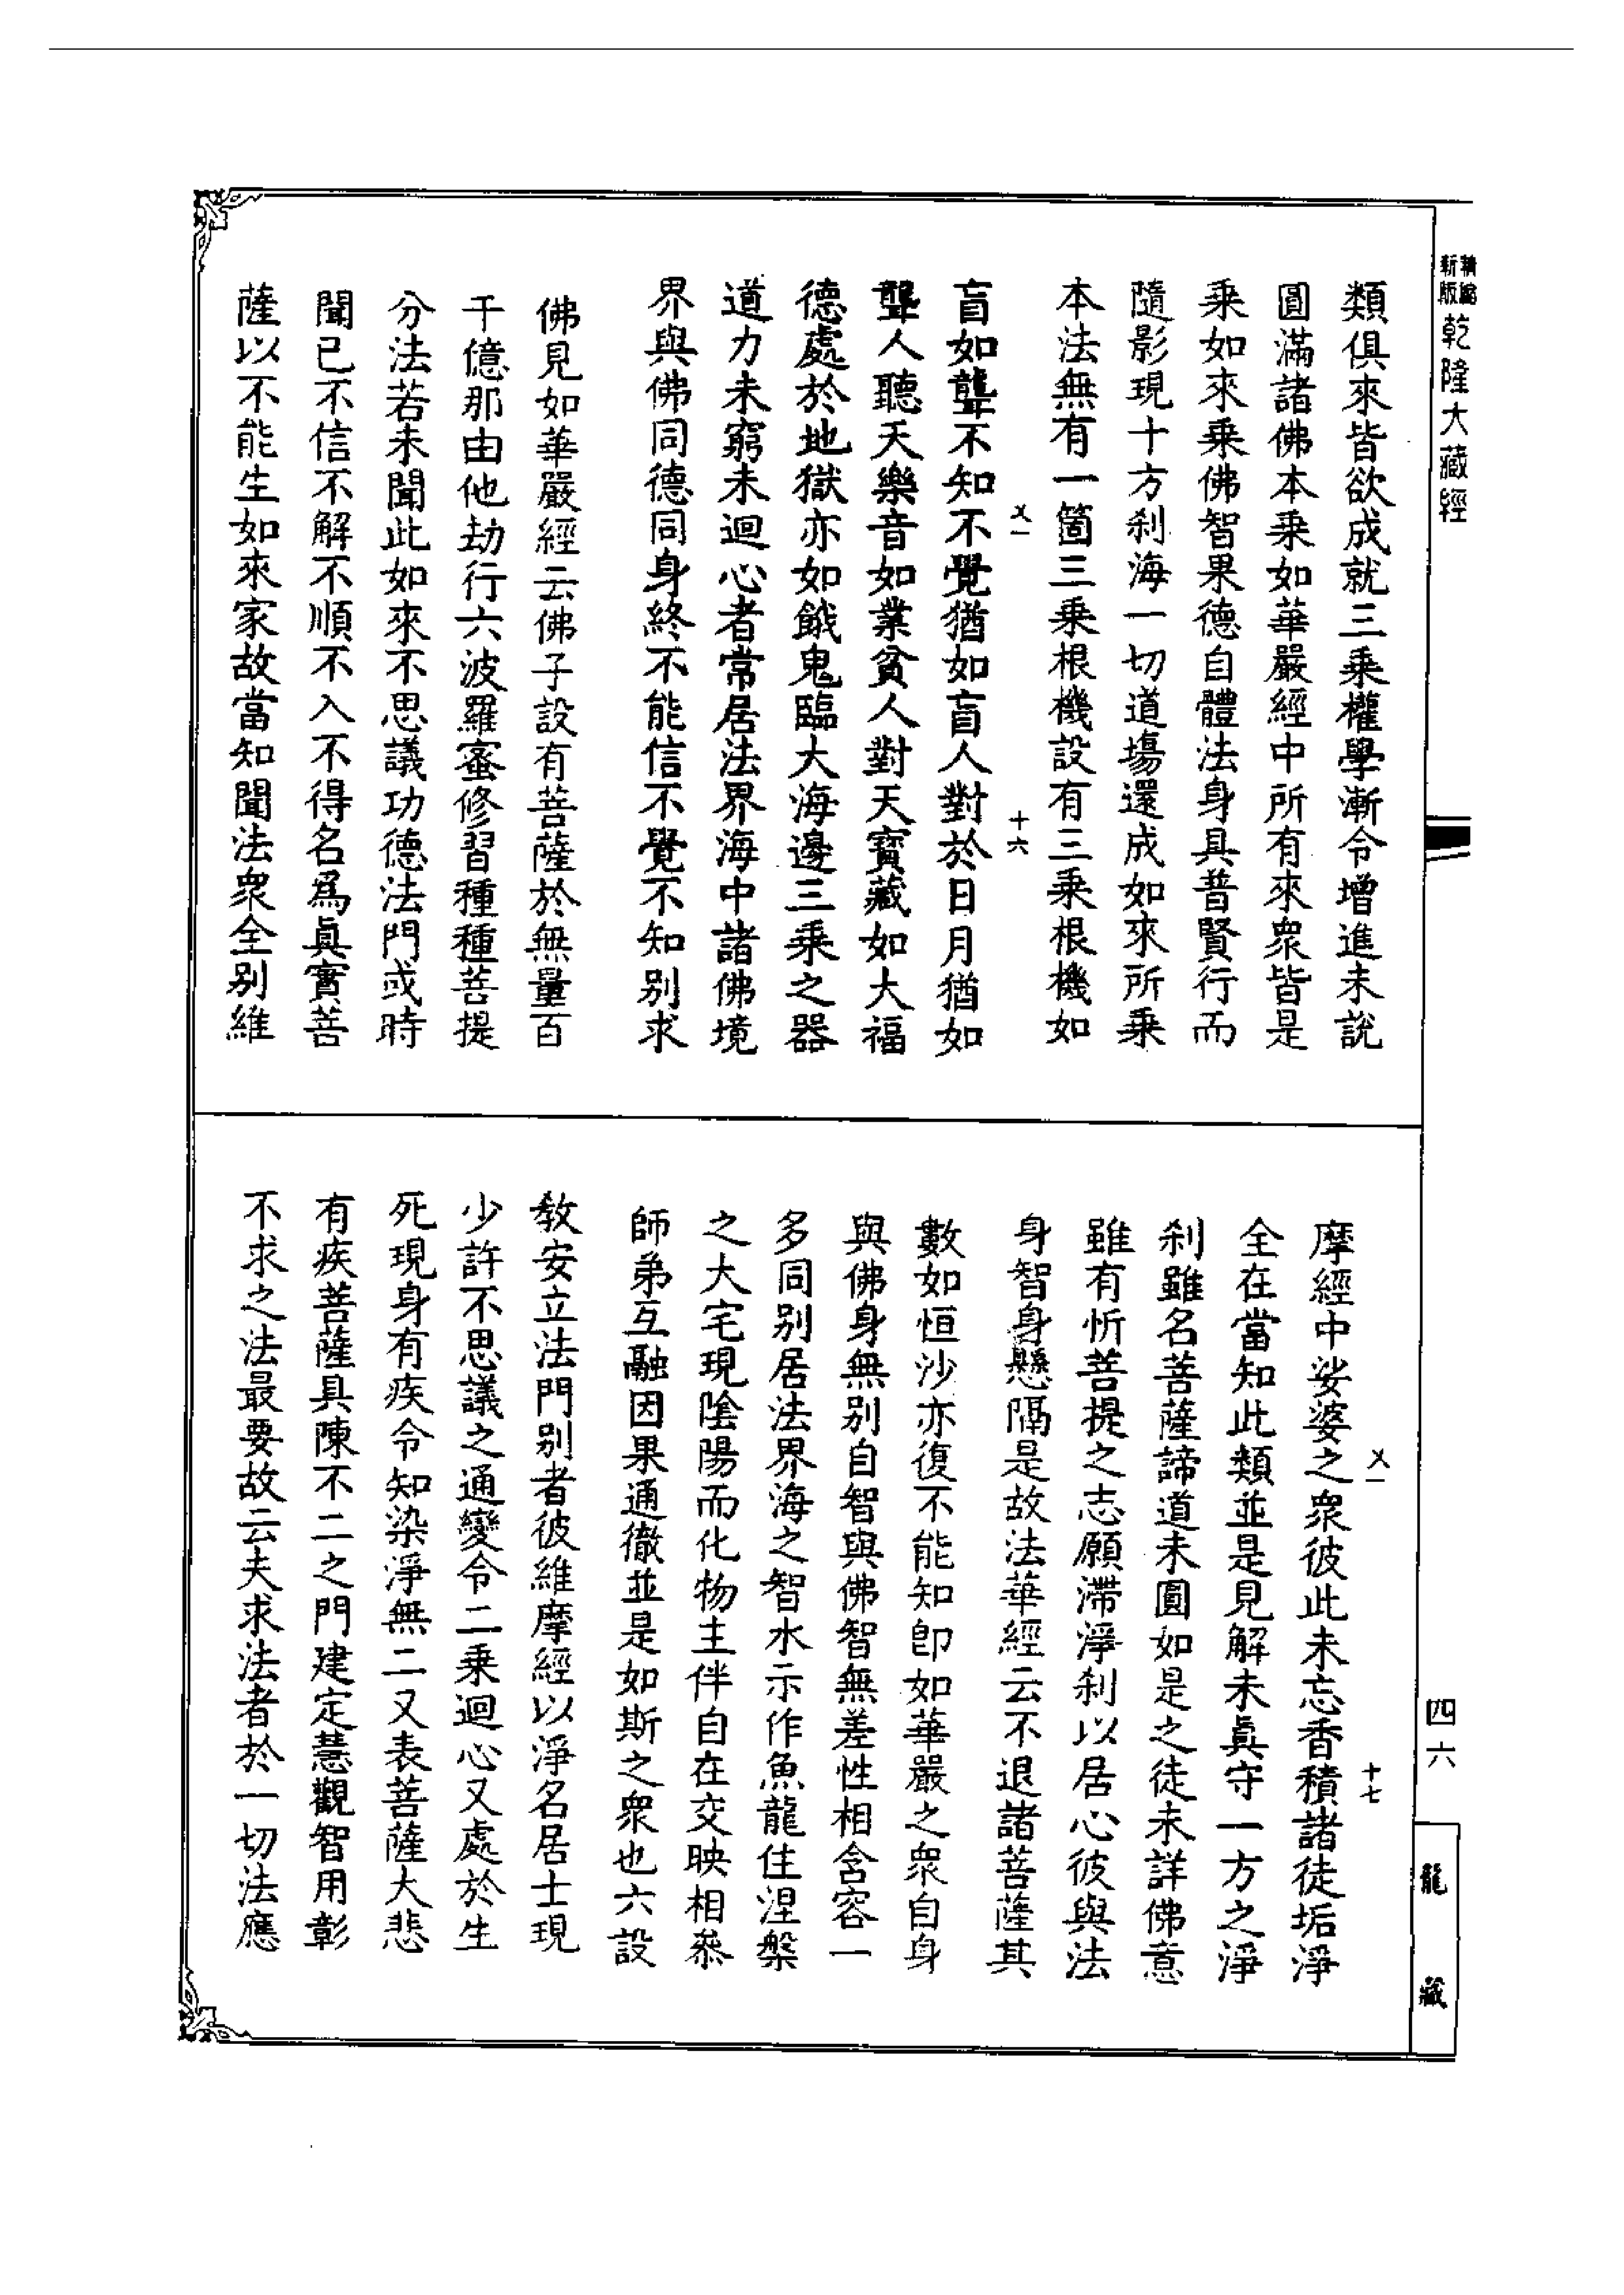 精縮
新版
乾隆大藏經
類俱來皆欲成就三乘權學漸令增進未說
圓滿諸佛本乘如華嚴經中所有來眾皆是
乘如來乘佛智果德自體法身具普賢行而
隨影現十方刹海一切道場還成如來所乘
本法無有一箇三乘根機設有三乘根機如
乂一
十六
盲如聾不知不覺猶如盲人對於日月猶如
聾人聽天樂音如業貧人對天寶藏如大福
德處於地獄亦如餓鬼臨大海邊三乘之器
道力未窮未迴心者常居法界海中諸佛境
界與佛同德同身終不能信不覺不知別求
佛見如華嚴經云佛子設有菩薩於無量百
千億那由他劫行六波羅蜜修習種種菩提
分法若未聞此如來不思議功德法門或時
聞已不信不解不順不入不得名爲眞實菩
薩以不能生如來家故當知聞法衆全別維
乂一
十七
摩經中娑婆之衆彼此未忘香積諸徒垢淨
全在當知此類並是見解未眞守一方之淨
刹雖名菩薩諦道未圓如是之徒未詳佛意
雖有忻菩提之志願滯淨刹以居心彼與法
身智身懸隔是故法華經云不退諸菩薩其
數如恒沙亦復不能知卽如華嚴之衆自身
與佛身無別自智與佛智無差性相含容一
多同別居法界海之智水示作魚龍住涅槃
之大宅現陰陽而化物主伴自在交映相參
師弟互融因果通徹並是如斯之衆也六設
教安立法門別者彼維摩經以淨名居士現
少許不思議之通變令二乘迴心又處於生
死現身有疾令知染淨無二又表菩薩大悲
有疾菩薩具陳不二之門建定慧觀智用彰
不求之法最要故云夫求法者於一切法應
四六
龍藏